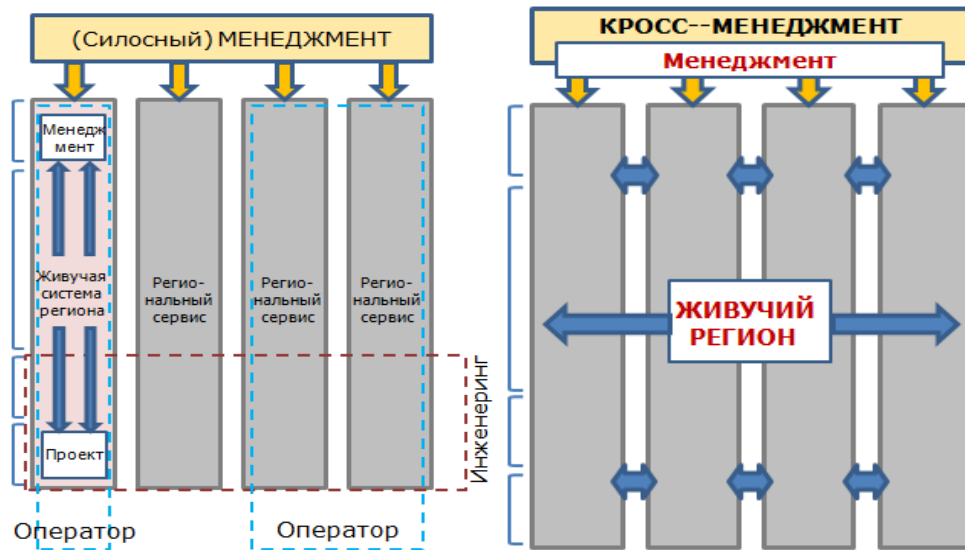 (Силосный) МЕНЕДЖМЕНТ
Менедж
мент
Живучая
система
региона
Проект
Регио-
нальный
сервис
Регио-
нальный
сервис
Регио-
нальный
сервис
Инженеринг
Оператор
Оператор
КРОСС--МЕНЕДЖМЕНТ
Менеджмент
ЖИВУЧИЙ
РЕГИОН